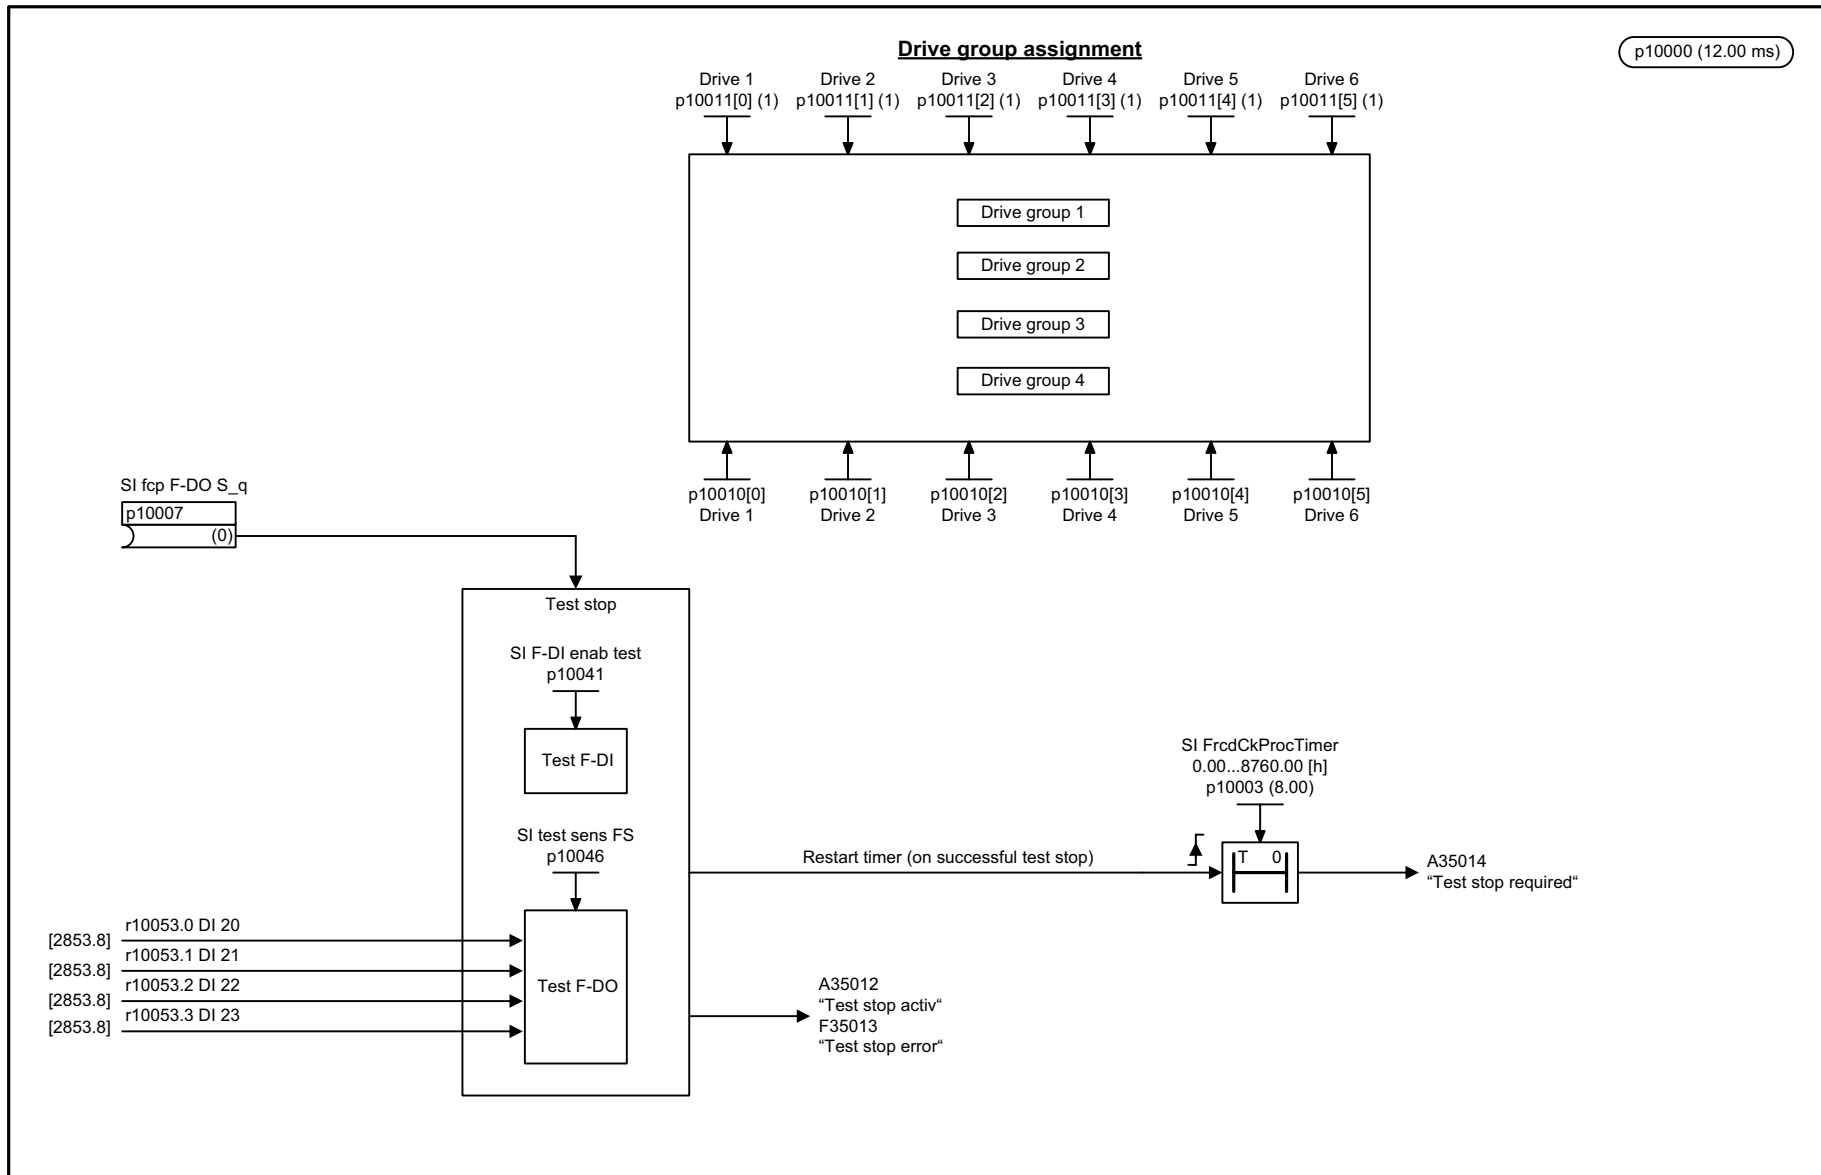 Drive group assignment
p10000 (12.00 ms)
Drive 1 Drive 2 Drive 3 Drive 4 Drive 5 Drive 6
p10011[0] (1) p10011[1] (1) p10011[2] (1) p10011[3] (1) p10011[4] (1) p10011[5] (1)
Drive group 1
Drive group 2
Drive group 3
Drive group 4
p10010[0] p10010[1] p10010[2] p10010[3] p10010[4] p10010[5]
Drive 1 Drive 2 Drive 3 Drive 4 Drive 5 Drive 6
SI fcp F-DO S_q
p10007
(0)
Test stop
SI F-DI enab test
p10041
Test F-DI
SI test sens FS
p10046
Test F-DO
[2853.8] r10053.0 DI 20
[2853.8] r10053.1 DI 21
[2853.8] r10053.2 DI 22
[2853.8] r10053.3 DI 23
Restart timer (on successful test stop)
SI FrcdCkProcTimer
0.00...8760.00 [h]
p10003 (8.00)
T 0
A35014
“Test stop required“
A35012
“Test stop activ“
F35013
“Test stop error“